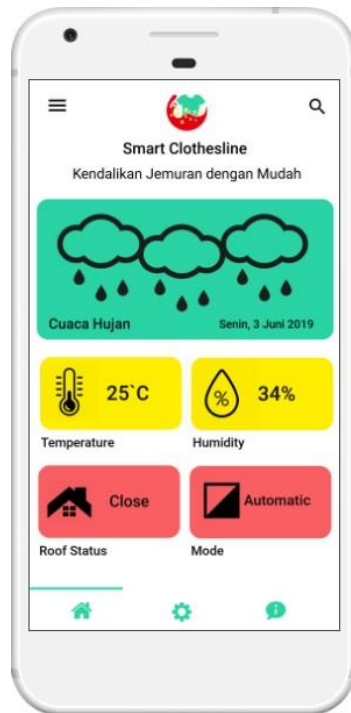 Smart Clothesline
Kendalikan Jemuran dengan Mudah
Cuaca Hujan
Senin, 3 Juni 2019
25`C
% 34%
Temperature
Humidity
Close
Automatic
Roof Status
Mode